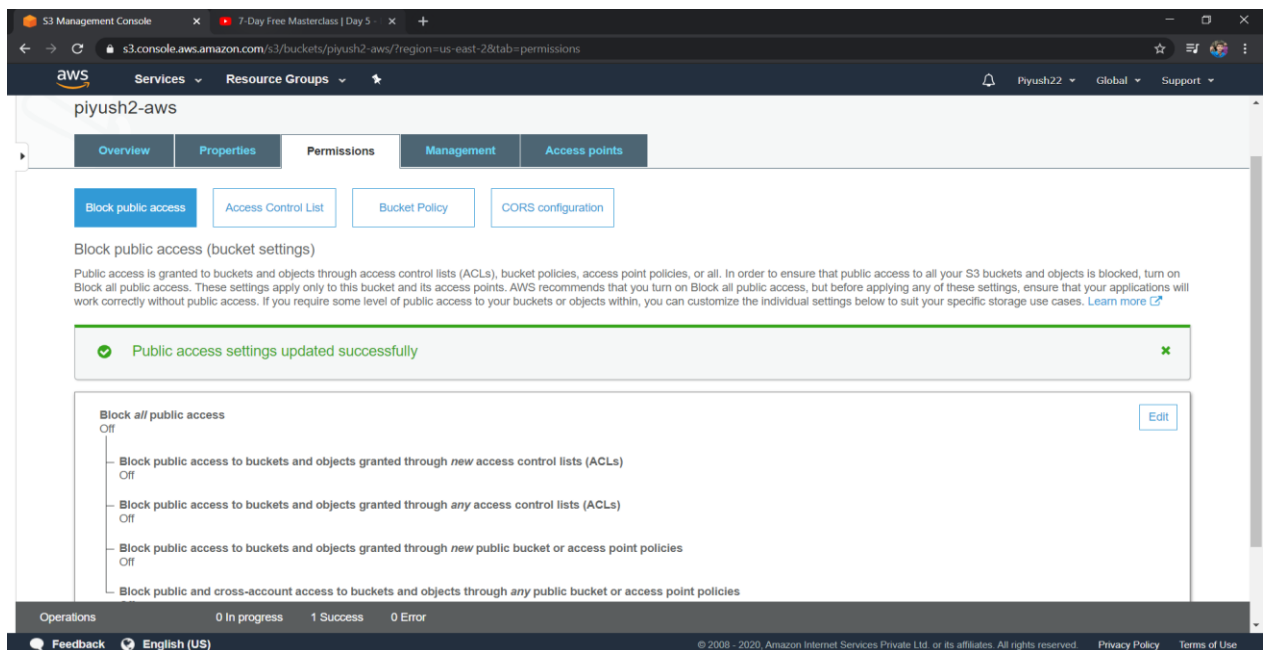 S3 Management Console
7-Day Free Masterclass | Day 5 -
s3.console.aws.amazon.com/s3/buckets/piyush2-aws/?region=us-east-2&tab=permissions
aws Services Resource Groups Piyush22 Global Support
piyush2-aws
Overview Properties Permissions Management Access points
Block public access Access Control List Bucket Policy CORS configuration
Block public access (bucket settings)
Public access is granted to buckets and objects through access control lists (ACLs), bucket policies, access point policies, or all. In order to ensure that public access to all your S3 buckets and objects is blocked, turn on
Block all public access. These settings apply only to this bucket and its access points. AWS recommends that you turn on Block all public access, but before applying any of these settings, ensure that your applications will
work correctly without public access. If you require some level of public access to your buckets or objects within, you can customize the individual settings below to suit your specific storage use cases. Learn more
Public access settings updated successfully
Block all public access
Edit
Off
Block public access to buckets and objects granted through new access control lists (ACLs)
Off
Block public access to buckets and objects granted through any access control lists (ACLs)
Off
Block public access to buckets and objects granted through new public bucket or access point policies
Off
Block public and cross-account access to buckets and objects through any public bucket or access point policies
Operations 0 In progress 1 Success 0 Error
Feedback English (US) © 2008 - 2020, Amazon Internet Services Private Ltd. or its affiliates. All rights reserved. Privacy Policy Terms of Use